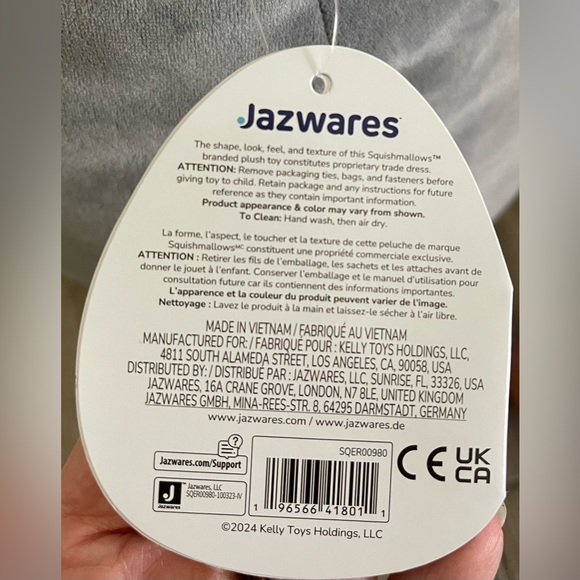 Jazwares™
The shape, look, feel, and texture of this Squishmallows™
branded plush toy constitutes proprietary trade dress.
ATTENTION: Remove packaging ties, bags, and fasteners before
giving toy to child. Retain package and any instructions for future
reference as they contain important information.
Product appearance & color may vary from shown.
To Clean: Hand wash, then air dry.
La forme, l'aspect, le toucher et la texture de cette peluche de marque
Squishmallowsᴹᶜ constituent une propriété commerciale exclusive.
ATTENTION : Retirer les fils de l'emballage, les sachets et les attaches avant de
donner le jouet à l'enfant. Conserver l'emballage et le manuel d'utilisation pour
consultation future car ils contiennent des informations importantes.
L'apparence et la couleur du produit peuvent varier de l'image.
Nettoyage : Lavez le produit à la main et laissez-le sécher à l'air libre.
MADE IN VIETNAM / FABRIQUÉ AU VIETNAM
MANUFACTURED FOR: / FABRIQUÉ POUR : KELLY TOYS HOLDINGS, LLC,
4811 SOUTH ALAMEDA STREET, LOS ANGELES, CA, 90058, USA
DISTRIBUTED BY: / DISTRIBUÉ PAR : JAZWARES, LLC, SUNRISE, FL, 33326, USA
JAZWARES, 16A CRANE GROVE, LONDON, N7 8LE, UNITED KINGDOM
JAZWARES GMBH, MINA-REES-STR. 8, 64295 DARMSTADT, GERMANY
www.jazwares.com / www.jazwares.de
?
Jazwares.com/Support
SQER00980
CE UK
CA
J
Jazwares
Jazwares, LLC
SQER00980-100323-IV
1 96566 41801 1
©2024 Kelly Toys Holdings, LLC